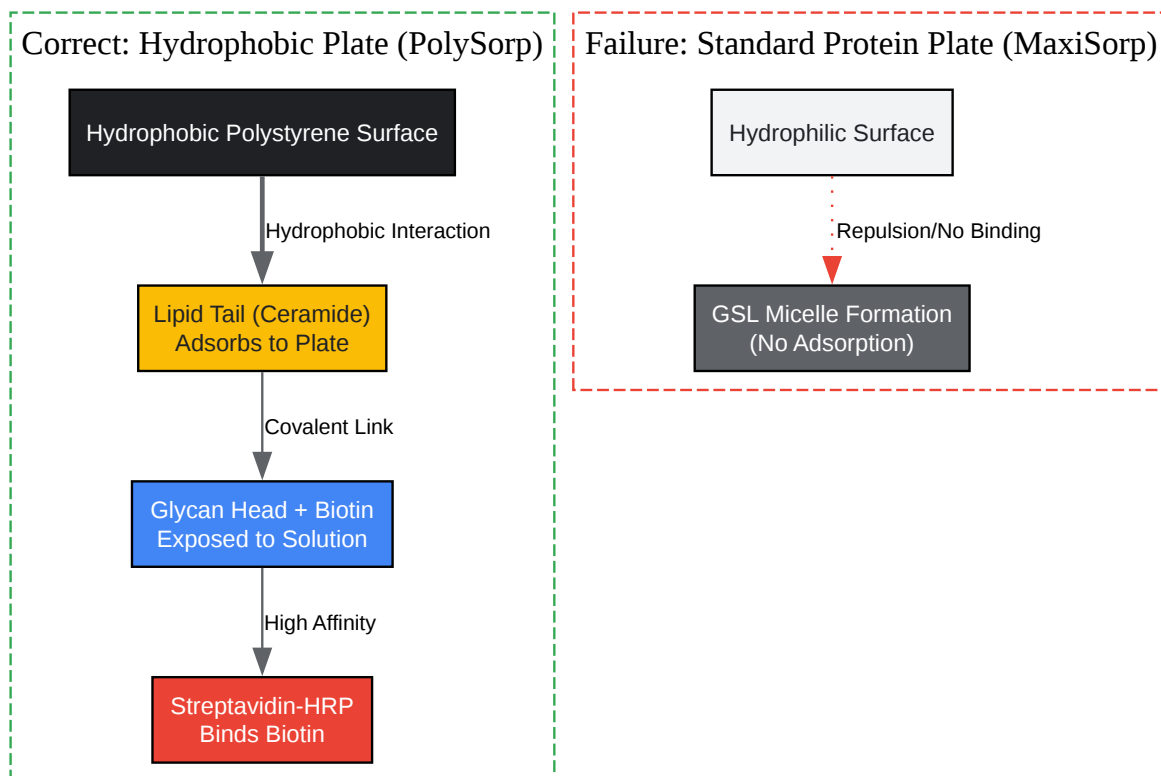 Correct: Hydrophobic Plate (PolySorp)
Hydrophobic Polystyrene Surface
Hydrophobic Interaction
Lipid Tail (Ceramide)
Adsorbs to Plate
Covalent Link
Glycan Head + Biotin
Exposed to Solution
High Affinity
Streptavidin-HRP
Binds Biotin
Failure: Standard Protein Plate (MaxiSorp)
Hydrophilic Surface
Repulsion/No Binding
GSL Micelle Formation
(No Adsorption)